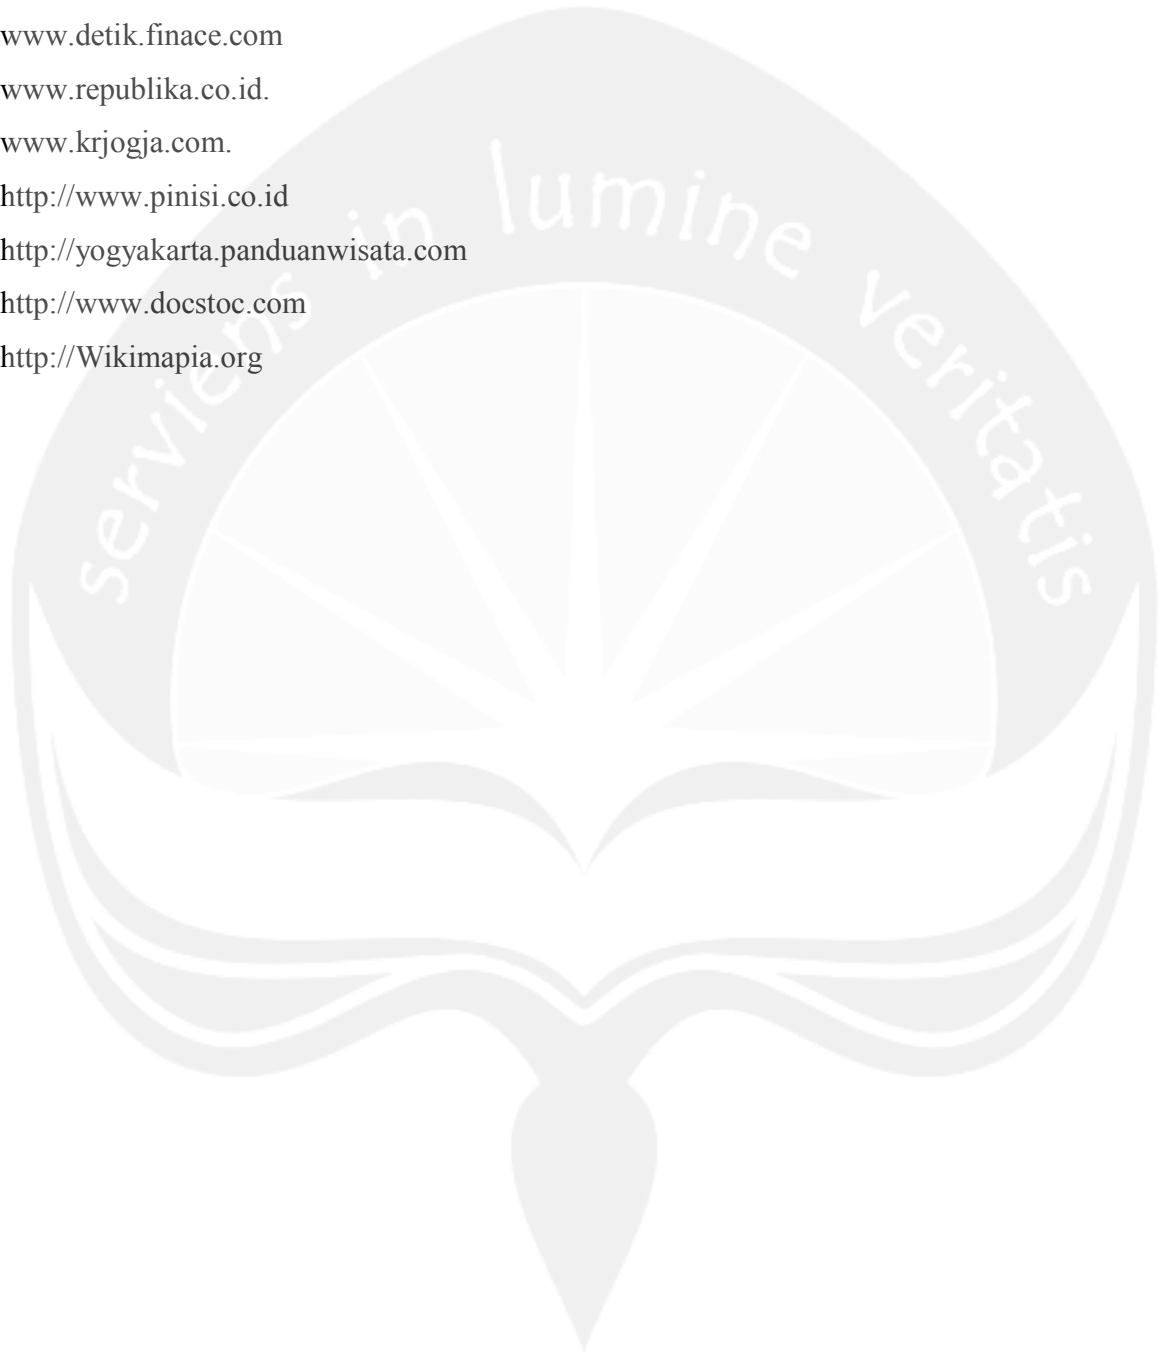 www.detik.finace.com
www.republika.co.id.
www.krjogja.com.
http://www.pinisi.co.id
http://yogyakarta.panduanwisata.com
http://www.docstoc.com
http://Wikimapia.org
serviens in lumine veritatis